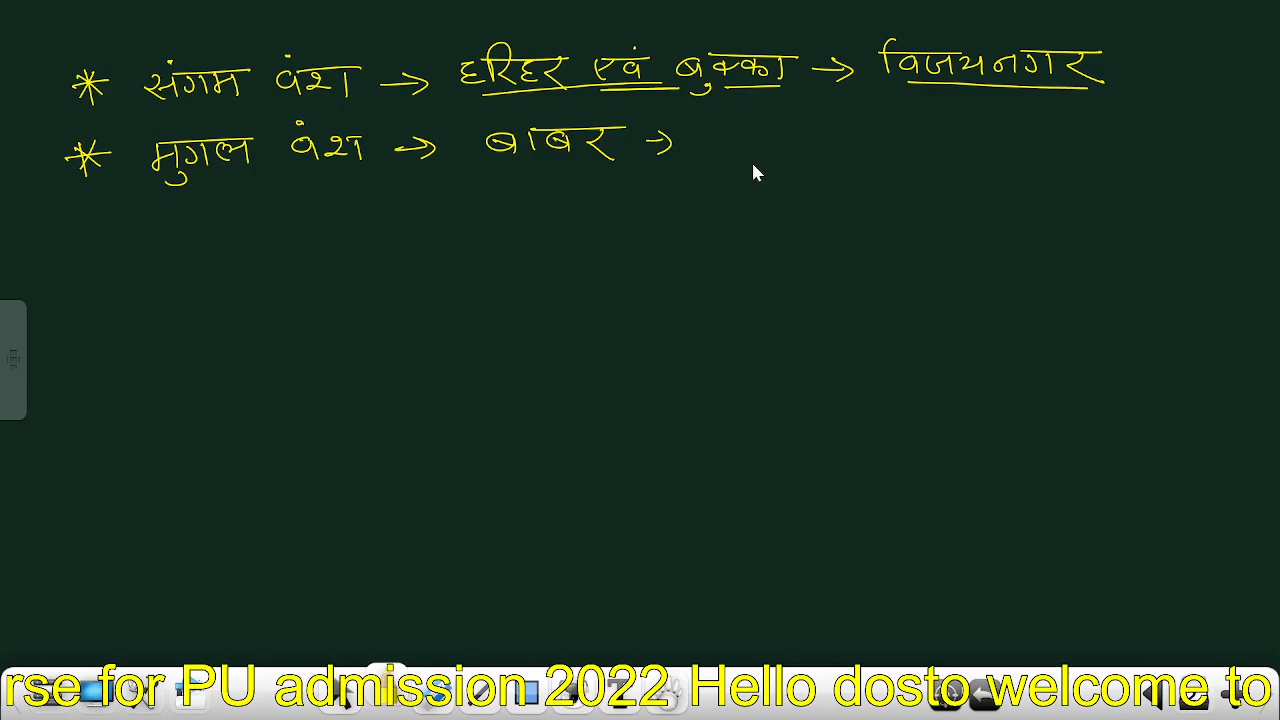 * संगम वंश → हरिहर एवं बुक्का → विजयनगर
* मुगल वंश → बाबर →
rse for PU admission 2022 Hello dosto welcome to